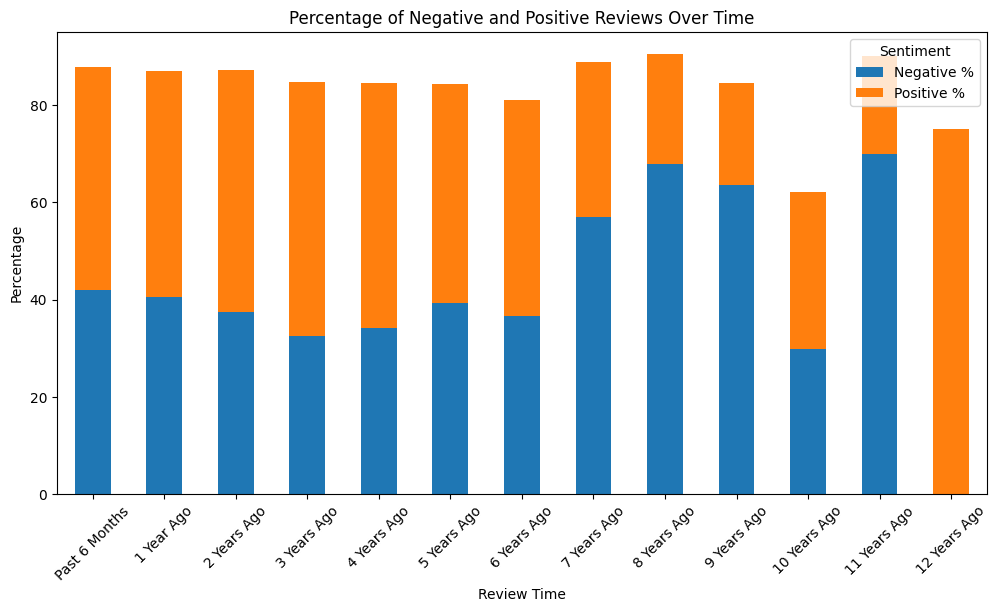 Percentage of Negative and Positive Reviews Over Time
Sentiment
Negative %
Positive %
Percentage
80
60
40
20
0
Past 6 Months
1 Year Ago
2 Years Ago
3 Years Ago
4 Years Ago
5 Years Ago
6 Years Ago
7 Years Ago
8 Years Ago
9 Years Ago
10 Years Ago
11 Years Ago
12 Years Ago
Review Time